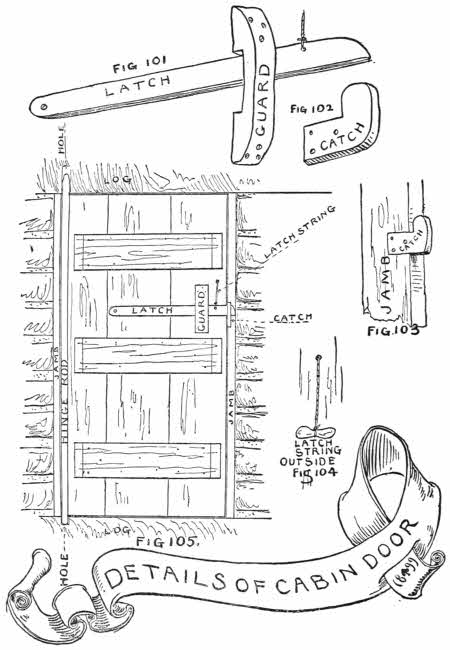 FIG 101
LATCH
GUARD
FIG 102
CATCH
HOLE
LOG
LATCH STRING
JAMB
CATCH
FIG. 103
LATCH
GUARD
CATCH
JAMB
HINGE ROD
JAMB
LATCH
STRING
OUTSIDE
FIG 104
LOG
FIG 105.
HOLE
DETAILS OF CABIN DOOR